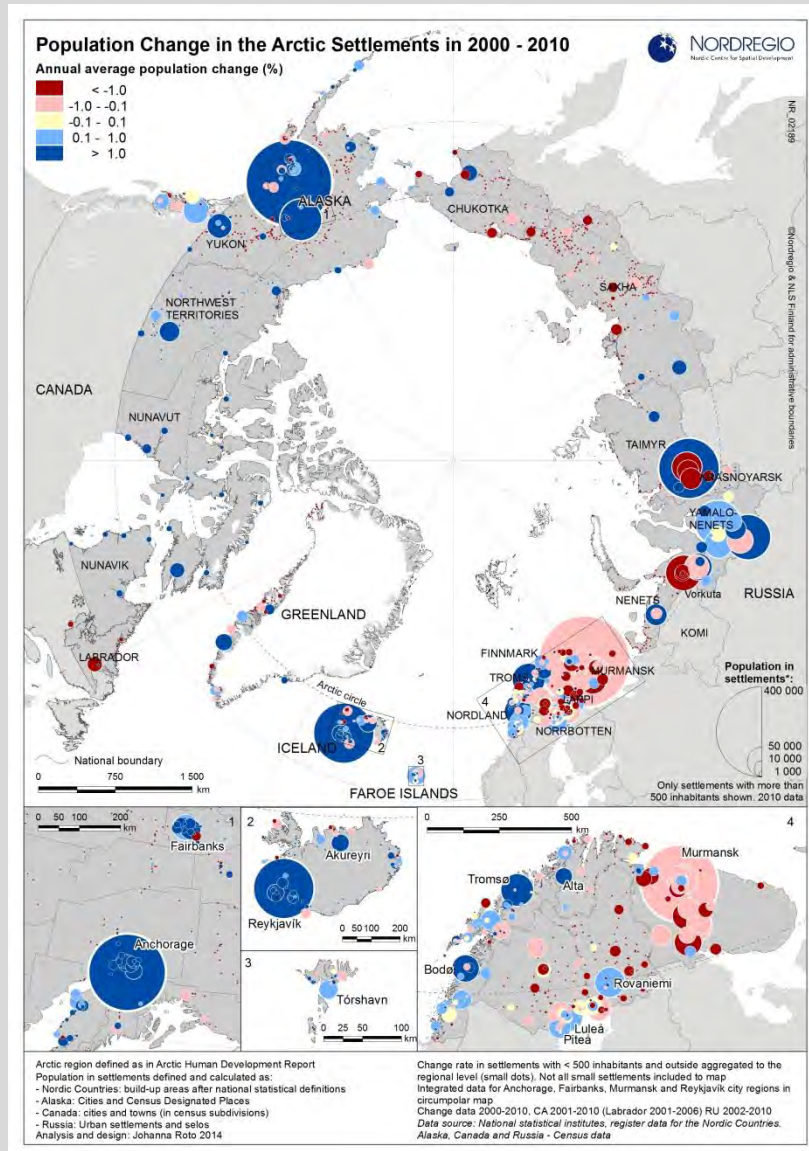 Population Change in the Arctic Settlements in 2000 - 2010
NORDREGIO
Nordic Centre for Spatial Development
Annual average population change (%)
< -1.0
-1.0 - -0.1
-0.1 - 0.1
0.1 - 1.0
> 1.0
NR_02189
©Nordregio & NLS Finland for administrative boundaries
ALASKA
1
CHUKOTKA
YUKON
SAKHA
NORTHWEST
TERRITORIES
CANADA
NUNAVUT
TAIMYR
KRASNOYARSK
YAMALO-
NENETS
NUNAVIK
RUSSIA
GREENLAND
NENETS
Vorkuta
KOMI
LABRADOR
FINNMARK
TROMS
MURMANSK
LAPPI
4
NORDLAND
NORRBOTTEN
Arctic circle
ICELAND
2
3
FAROE ISLANDS
National boundary
0 750 1 500
km
Population in
settlements*:
400 000
50 000
10 000
1 000
Only settlements with more than
500 inhabitants shown. 2010 data
0 50 100 200
km
1
Fairbanks
Anchorage
2
Akureyri
Reykjavík
0 50 100 200
km
3
Tórshavn
0 25 50 100
km
0 250 500
km
4
Murmansk
Tromsø
Alta
Bodø
Rovaniemi
Luleå
Piteå
Arctic region defined as in Arctic Human Development Report
Population in settlements defined and calculated as:
- Nordic Countries: build-up areas after national statistical definitions
- Alaska: Cities and Census Designated Places
- Canada: cities and towns (in census subdivisions)
- Russia: Urban settlements and selos
Analysis and design: Johanna Roto 2014
Change rate in settlements with < 500 inhabitants and outside aggregated to the
regional level (small dots). Not all small settlements included to map
Integrated data for Anchorage, Fairbanks, Murmansk and Reykjavik city regions in
circumpolar map
Change data 2000-2010, CA 2001-2010 (Labrador 2001-2006) RU 2002-2010
Data source: National statistical institutes, register data for the Nordic Countries.
Alaska, Canada and Russia - Census data